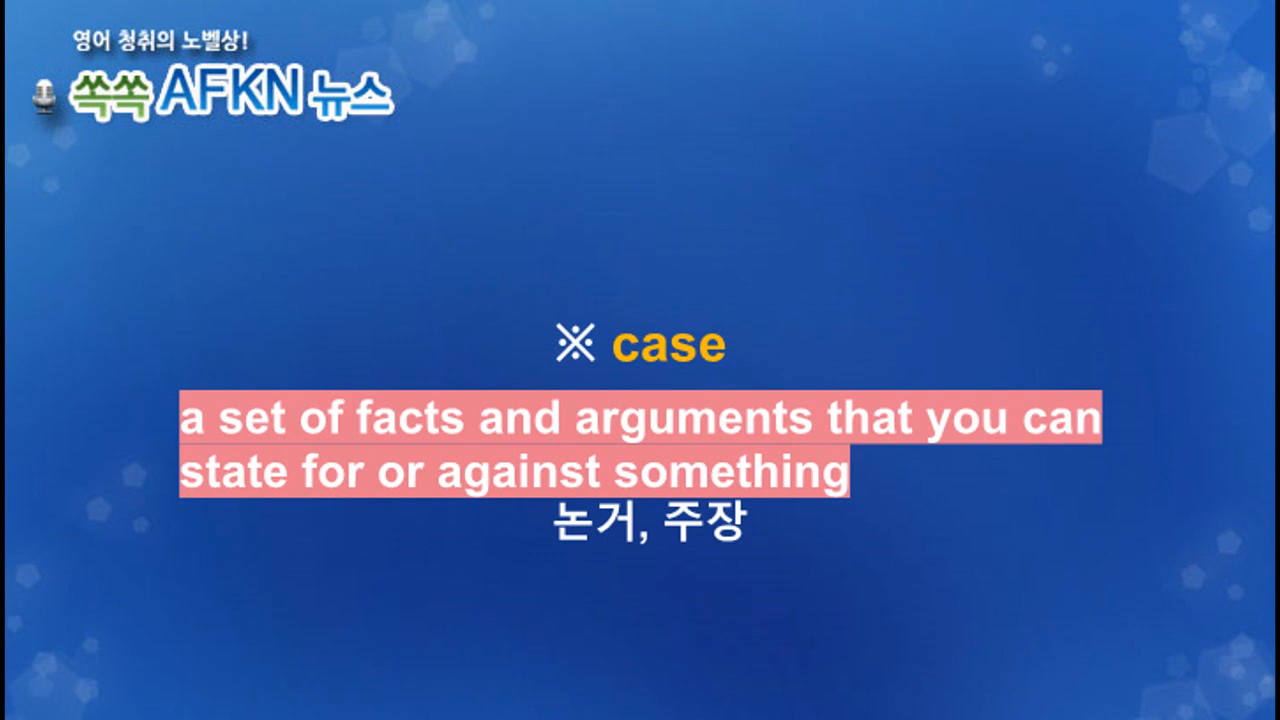 영어 청취의 노벨상!
쏙쏙 AFKN 뉴스
※ case
a set of facts and arguments that you can
state for or against something
논거, 주장